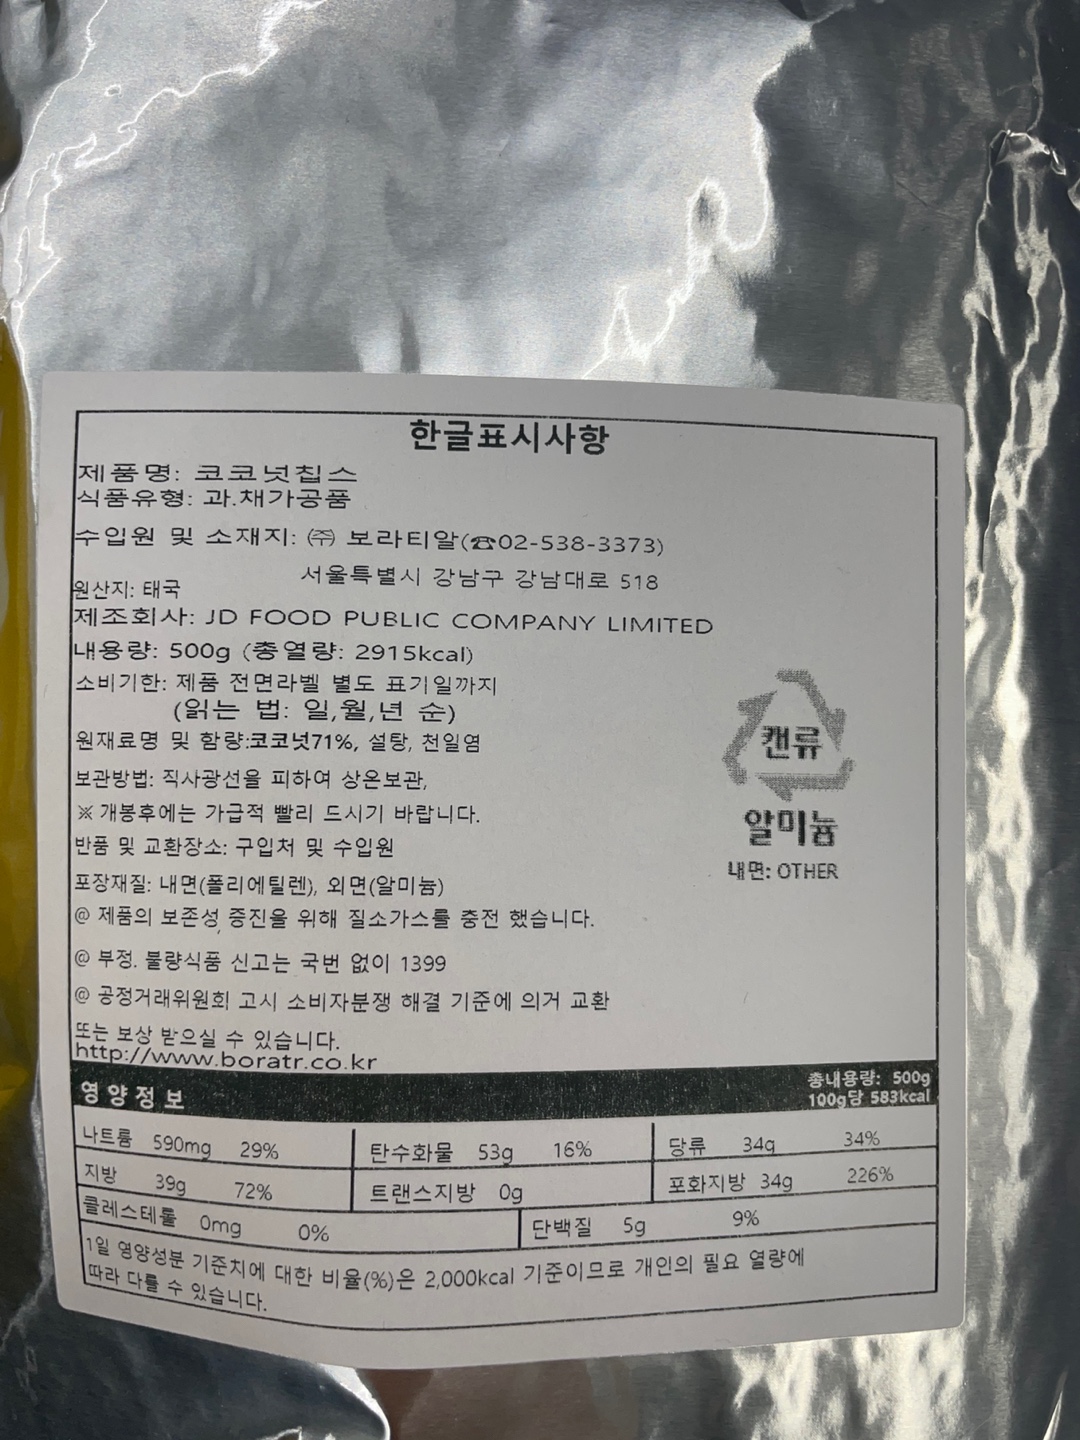 한글표시사항
제품명: 코코넛칩스
식품유형: 과.채가공품
수입원 및 소재지: ㈜ 보라티알(☎02-538-3373)
서울특별시 강남구 강남대로 518
원산지: 태국
제조회사: JD FOOD PUBLIC COMPANY LIMITED
내용량: 500g (총열량: 2915kcal)
소비기한: 제품 전면라벨 별도 표기일까지
(읽는 법: 일,월,년 순)
원재료명 및 함량:코코넛71%, 설탕, 천일염
보관방법: 직사광선을 피하여 상온보관,
※ 개봉후에는 가급적 빨리 드시기 바랍니다.
반품 및 교환장소: 구입처 및 수입원
포장재질: 내면(폴리에틸렌), 외면(알미늄)
@ 제품의 보존성 증진을 위해 질소가스를 충전 했습니다.
@ 부정. 불량식품 신고는 국번 없이 1399
@ 공정거래위원회 고시 소비자분쟁 해결 기준에 의거 교환
또는 보상 받으실 수 있습니다.
http://www.boratr.co.kr
캔류
알미늄
내면: OTHER
영양정보
총내용량: 500g
100g당 583kcal
나트륨 590mg 29% 탄수화물 53g 16% 당류 34g 34%
지방 39g 72% 트랜스지방 0g 포화지방 34g 226%
콜레스테롤 0mg 0% 단백질 5g 9%
1일 영양성분 기준치에 대한 비율(%)은 2,000kcal 기준이므로 개인의 필요 열량에
따라 다를 수 있습니다.